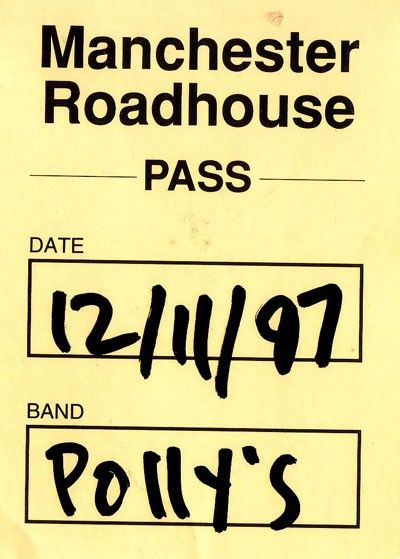 Manchester
Roadhouse
PASS
DATE
12/11/97
BAND
Polly's